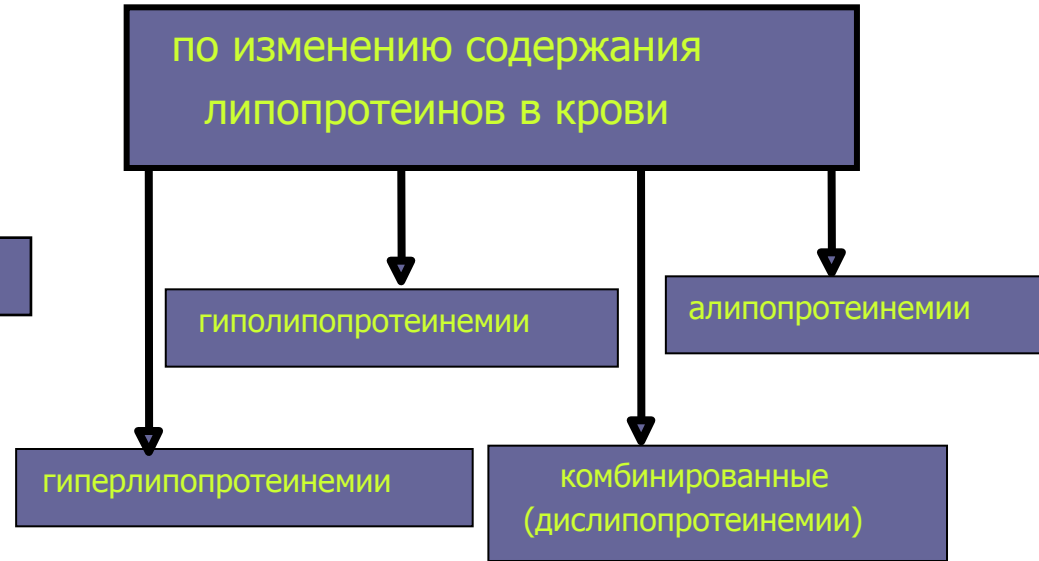 по изменению содержания
липопротеинов в крови
гиполипопротеинемии
алипопротеинемии
гиперлипопротеинемии
комбинированные
(дислипопротеинемии)